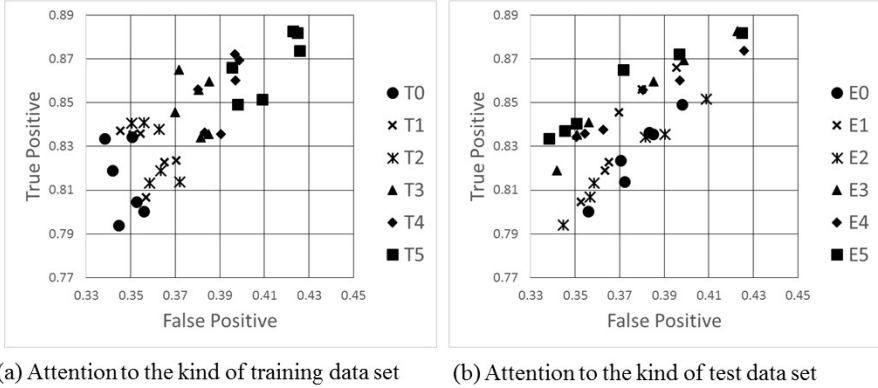 0.89
0.87
0.85
0.83
0.81
0.79
0.77
True Positive
0.33 0.35 0.37 0.39 0.41 0.43 0.45
False Positive
T0
T1
T2
T3
T4
T5
0.89
0.87
0.85
0.83
0.81
0.79
0.77
True Positive
0.33 0.35 0.37 0.39 0.41 0.43 0.45
False Positive
E0
E1
E2
E3
E4
E5
(a) Attention to the kind of training data set
(b) Attention to the kind of test data set